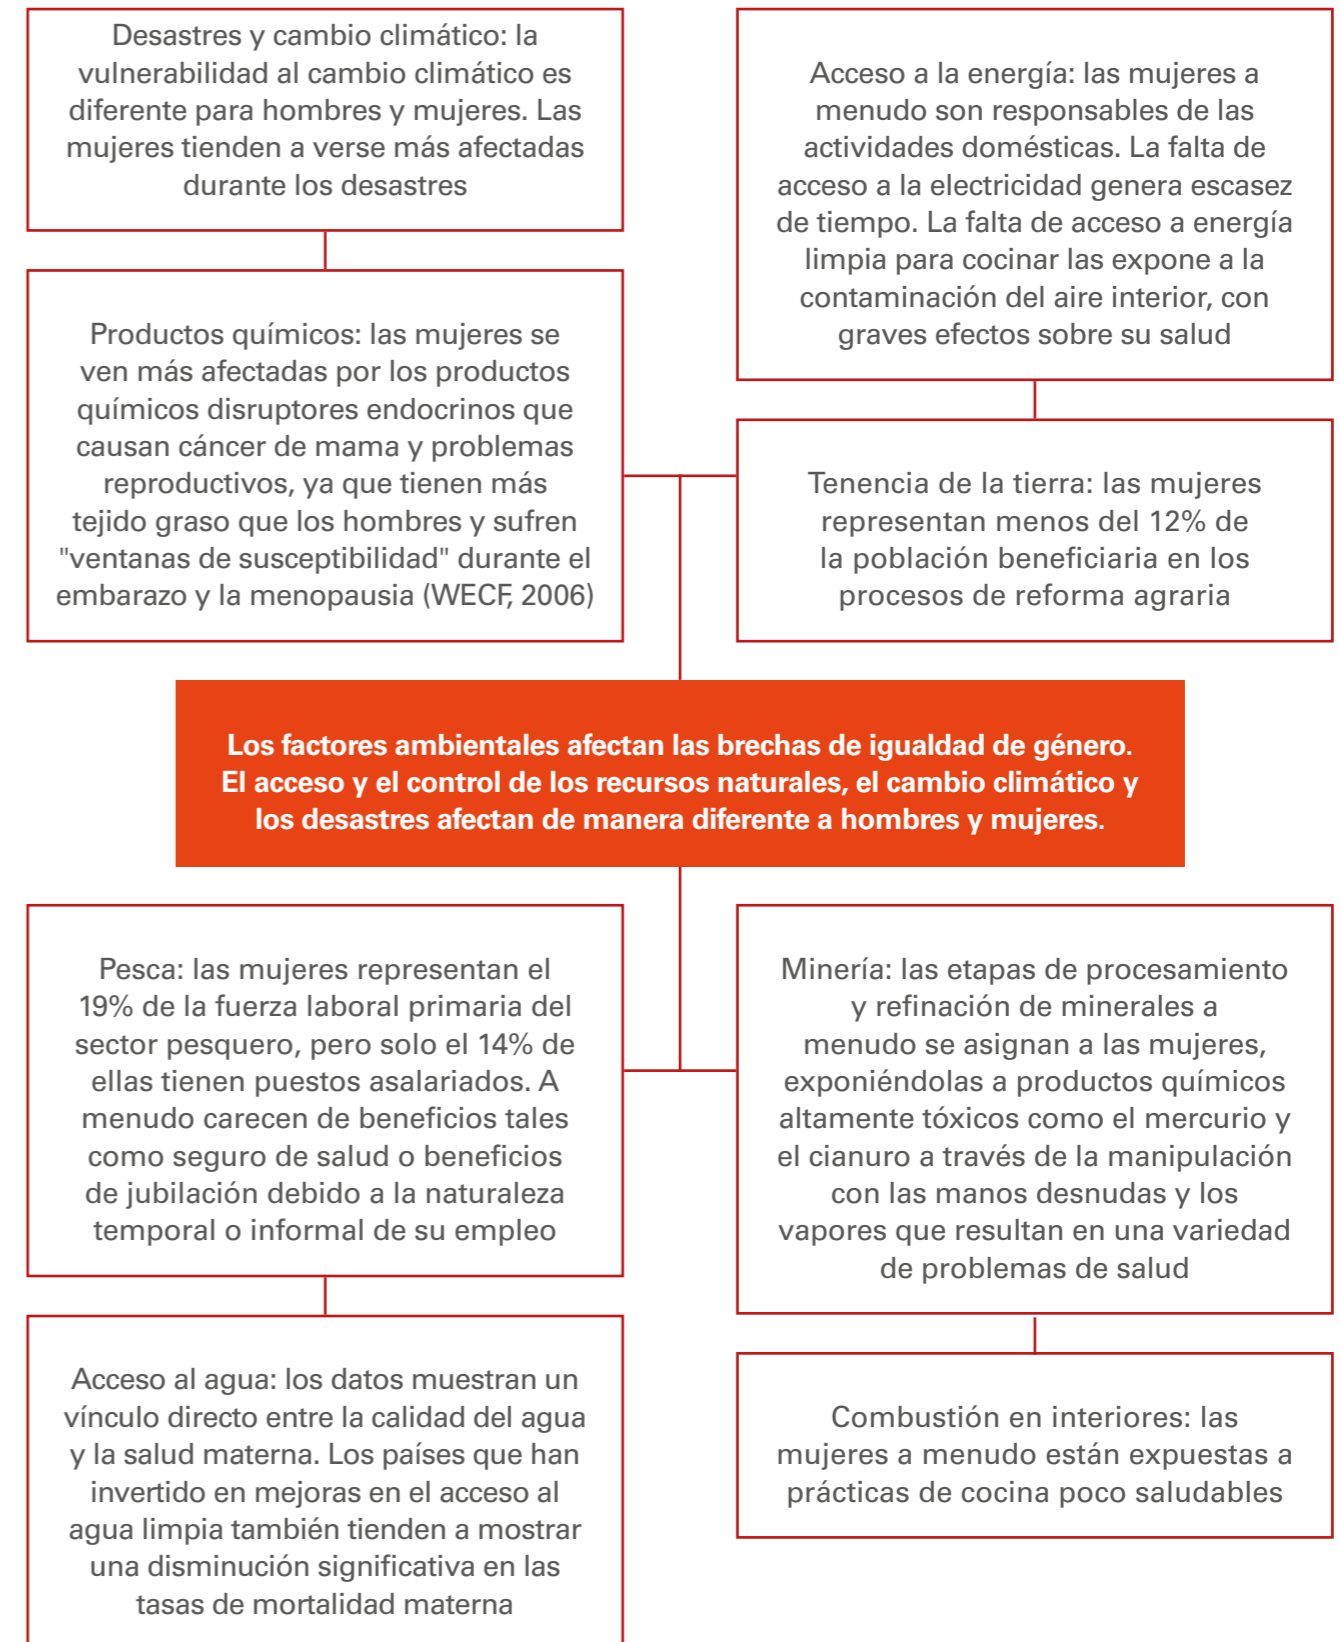 Desastres y cambio climático: la
vulnerabilidad al cambio climático es
diferente para hombres y mujeres. Las
mujeres tienden a verse más afectadas
durante los desastres
Acceso a la energía: las mujeres a
menudo son responsables de las
actividades domésticas. La falta de
acceso a la electricidad genera escasez
de tiempo. La falta de acceso a energía
limpia para cocinar las expone a la
contaminación del aire interior, con
graves efectos sobre su salud
Productos químicos: las mujeres se
ven más afectadas por los productos
químicos disruptores endocrinos que
causan cáncer de mama y problemas
reproductivos, ya que tienen más
tejido graso que los hombres y sufren
"ventanas de susceptibilidad" durante el
embarazo y la menopausia (WECF, 2006)
Tenencia de la tierra: las mujeres
representan menos del 12% de
la población beneficiaria en los
procesos de reforma agraria
Los factores ambientales afectan las brechas de igualdad de género.
El acceso y el control de los recursos naturales, el cambio climático y
los desastres afectan de manera diferente a hombres y mujeres.
Pesca: las mujeres representan el
19% de la fuerza laboral primaria del
sector pesquero, pero solo el 14% de
ellas tienen puestos asalariados. A
menudo carecen de beneficios tales
como seguro de salud o beneficios
de jubilación debido a la naturaleza
temporal o informal de su empleo
Minería: las etapas de procesamiento
y refinación de minerales a
menudo se asignan a las mujeres,
exponiéndolas a productos químicos
altamente tóxicos como el mercurio y
el cianuro a través de la manipulación
con las manos desnudas y los
vapores que resultan en una variedad
de problemas de salud
Acceso al agua: los datos muestran un
vínculo directo entre la calidad del agua
y la salud materna. Los países que han
invertido en mejoras en el acceso al
agua limpia también tienden a mostrar
una disminución significativa en las
tasas de mortalidad materna
Combustión en interiores: las
mujeres a menudo están expuestas a
prácticas de cocina poco saludables